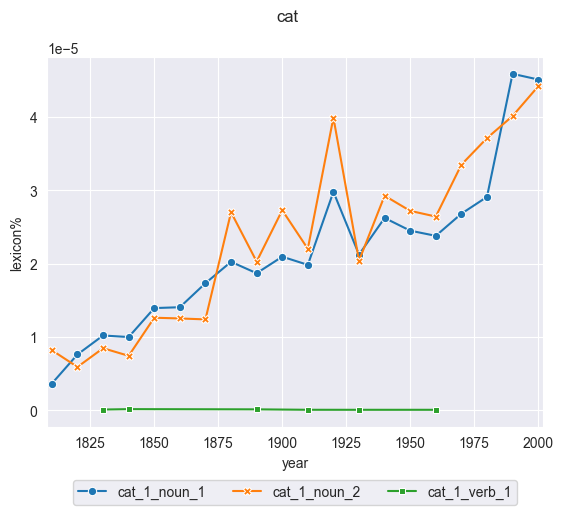 cat
1e−5
4
3
2
1
0
lexicon%
1825 1850 1875 1900 1925 1950 1975 2000
year
cat_1_noun_1 cat_1_noun_2 cat_1_verb_1